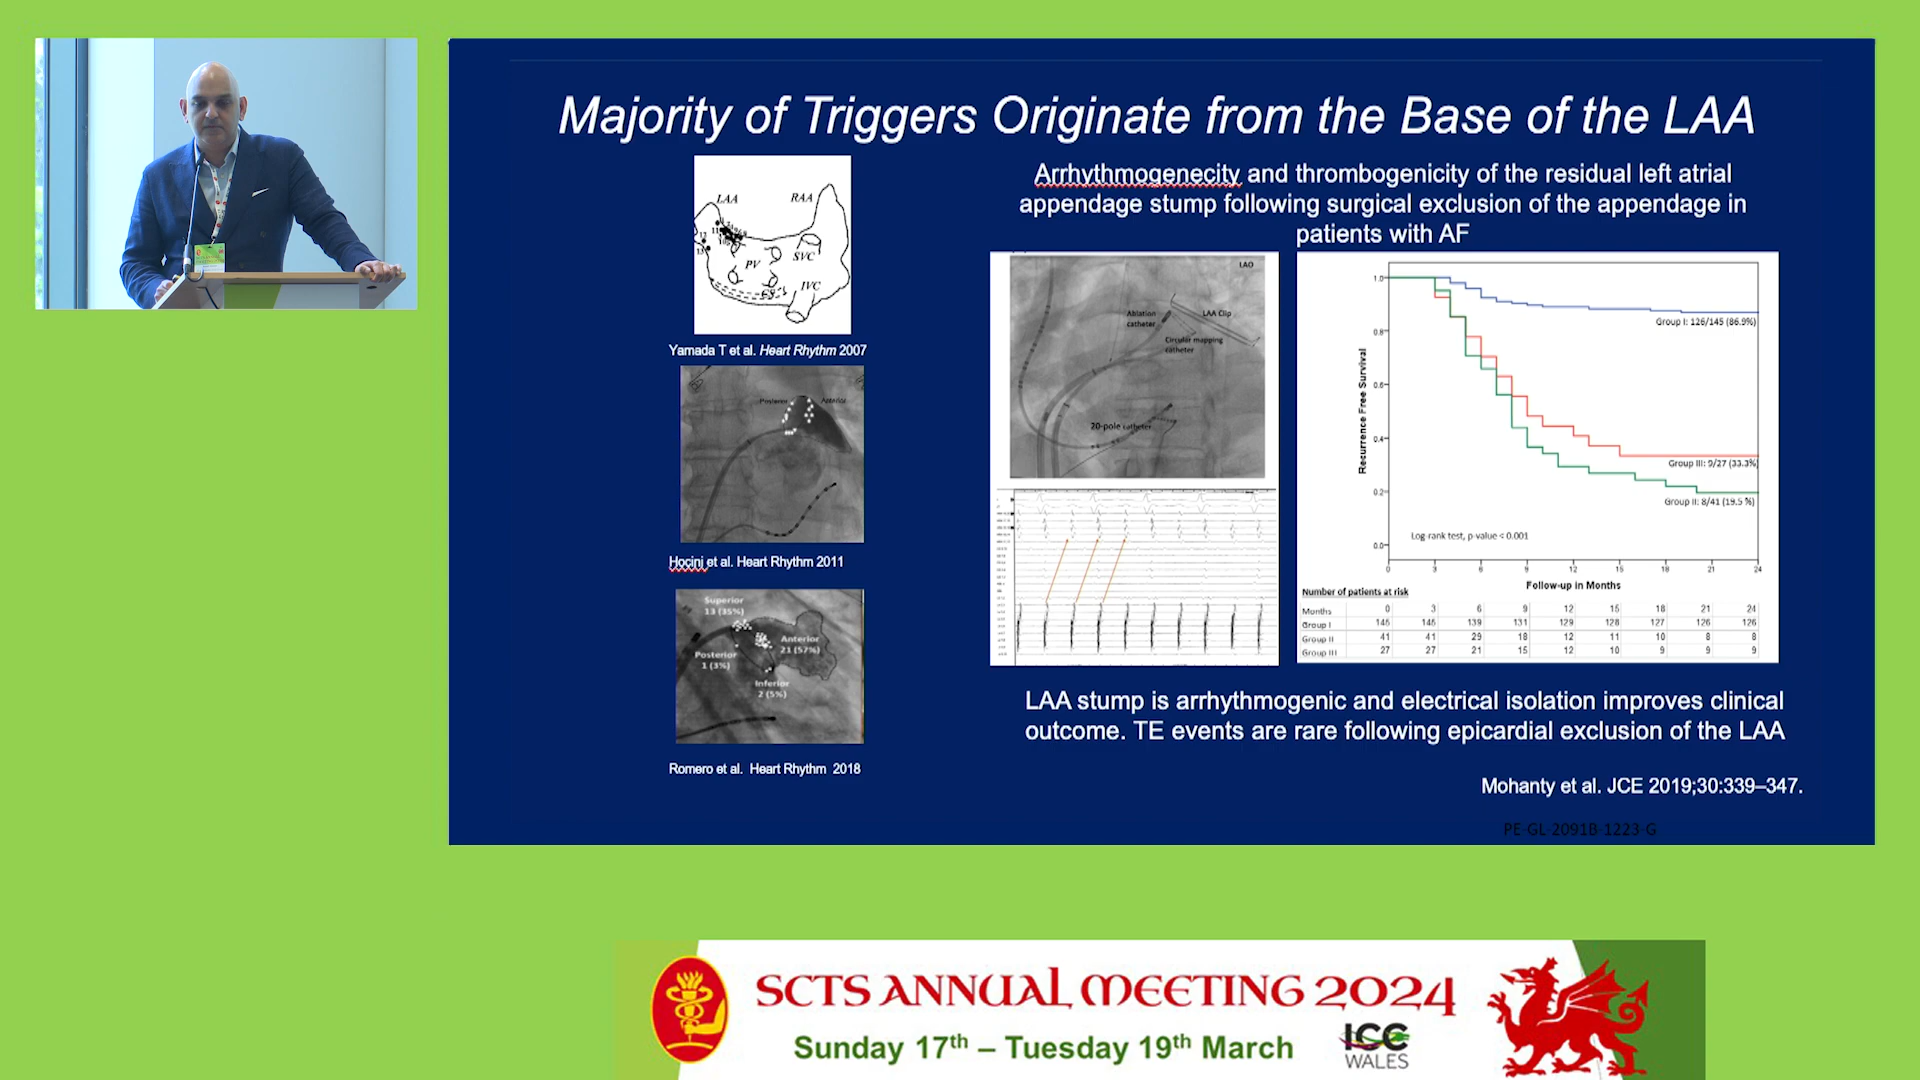 Majority of Triggers Originate from the Base of the LAA
LAA
RAA
PV
SVC
IVC
Yamada T et al. Heart Rhythm 2007
Posterior
Anterior
Hocini et al. Heart Rhythm 2011
Superior
13 (35%)
Anterior
21 (57%)
Posterior
1 (3%)
Inferior
2 (5%)
Romero et al. Heart Rhythm 2018
Arrhythmogenecity and thrombogenicity of the residual left atrial
appendage stump following surgical exclusion of the appendage in
patients with AF
LAO
Ablation
catheter
LAA Clip
Circular mapping
catheter
20-pole catheter
Recurrence Free Survival
1.0
0.8
0.6
0.4
0.2
0.0
Group I: 126/145 (86.9%)
Group III: 9/27 (33.3%)
Group II: 8/41 (19.5 %)
Log-rank test, p-value < 0.001
0 3 6 9 12 15 18 21 24
Follow-up in Months
Number of patients at risk
Months 0 3 6 9 12 15 18 21 24
Group I 145 145 139 131 129 128 127 126 126
Group II 41 41 29 18 12 11 10 8 8
Group III 27 27 21 15 12 10 9 9 9
LAA stump is arrhythmogenic and electrical isolation improves clinical
outcome. TE events are rare following epicardial exclusion of the LAA
Mohanty et al. JCE 2019;30:339–347.
PE-GL-2091B-1223-G
SCTS ANNUAL MEETING 2024
Sunday 17th – Tuesday 19th March
ICC
WALES